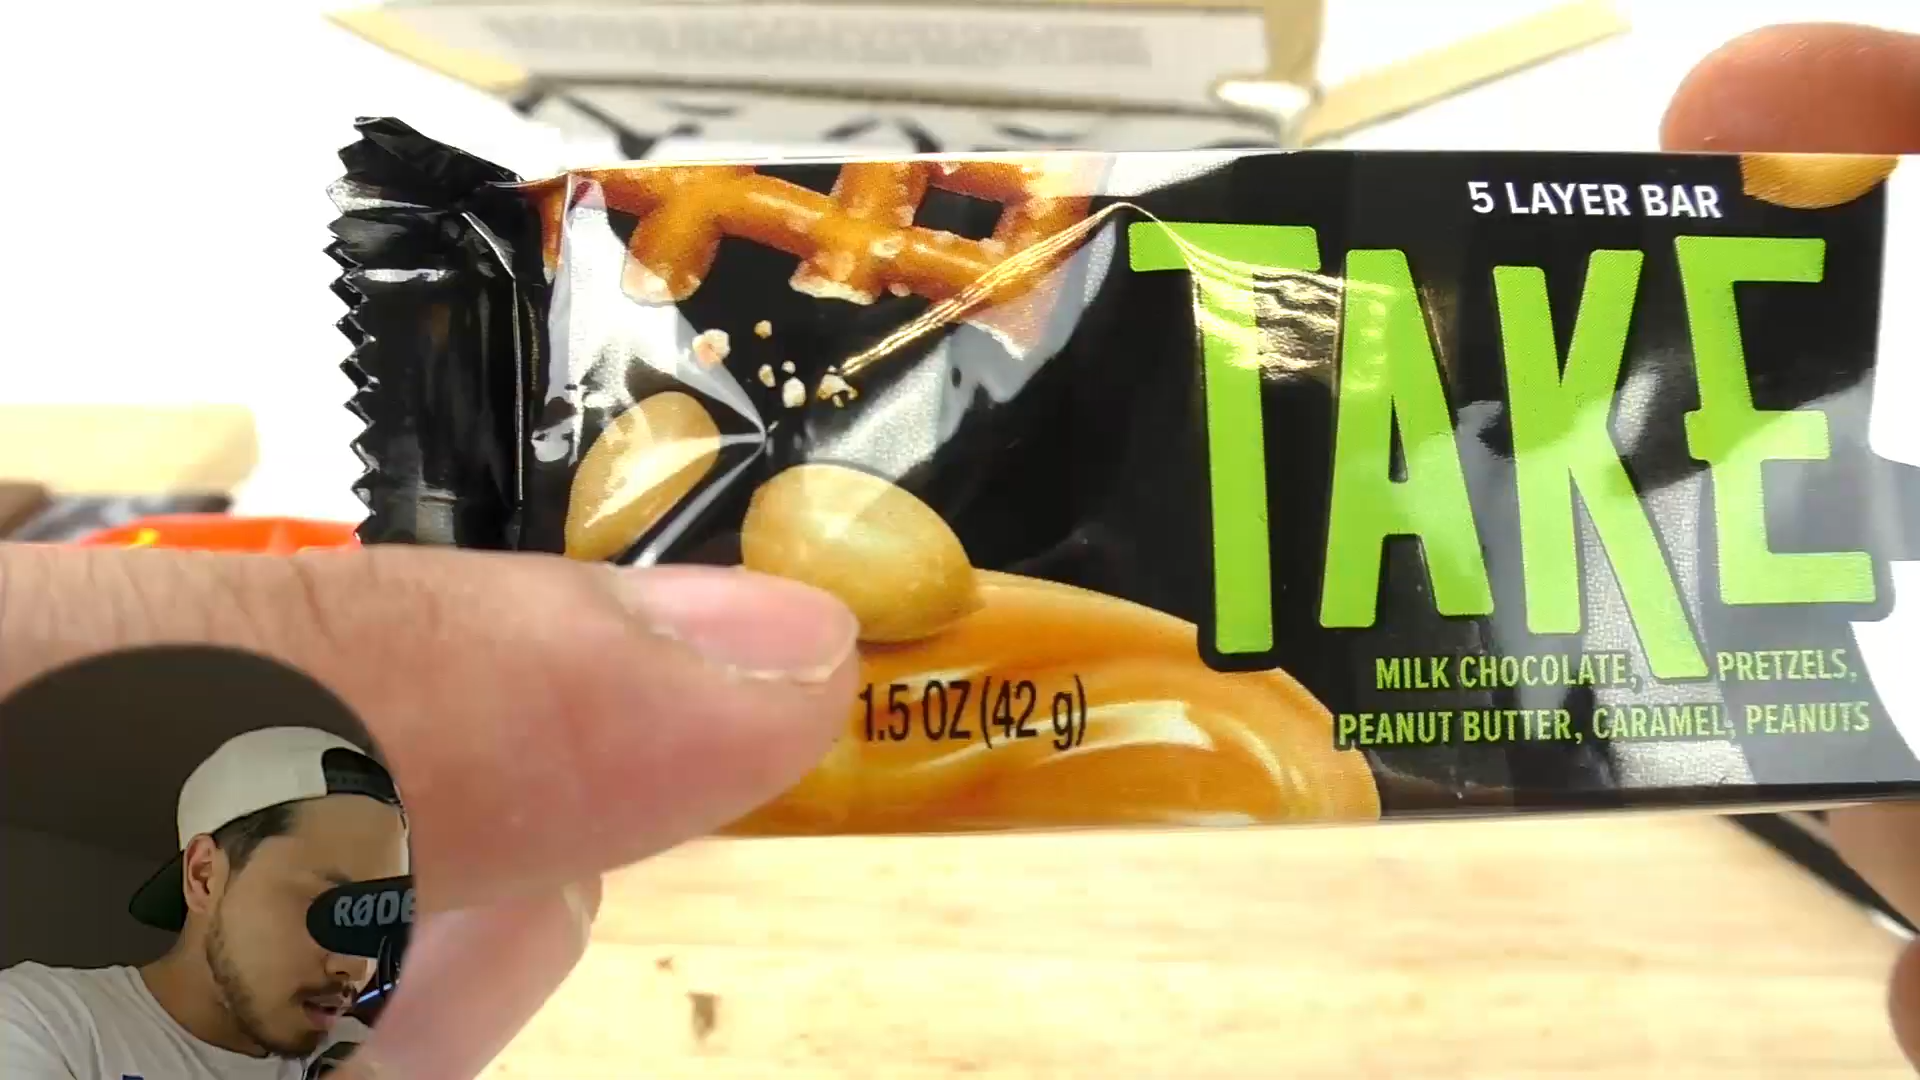 5 LAYER BAR
TAKE
MILK CHOCOLATE, PRETZELS,
PEANUT BUTTER, CARAMEL, PEANUTS
1.5 OZ (42 g)
RØDE